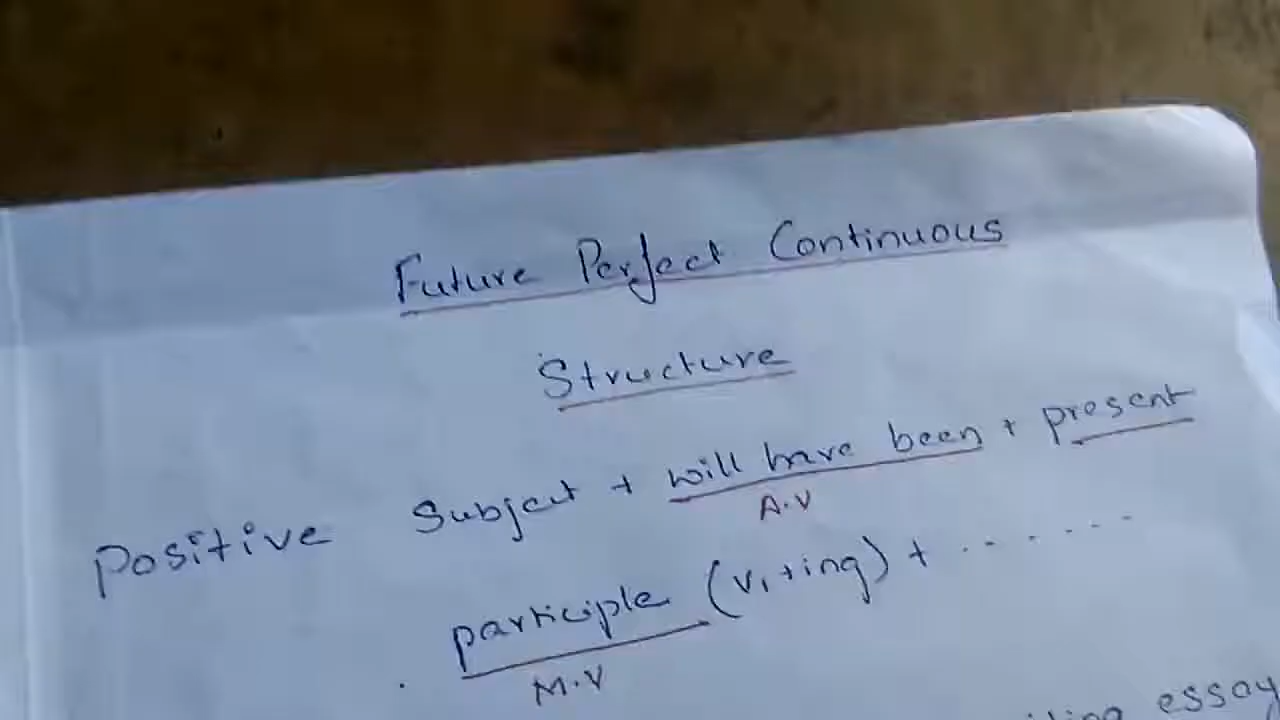 Future Perfect Continuous
Structure
Positive Subject + will have been + present
A.V
participle (V1+ing) + .......
M.V
essay